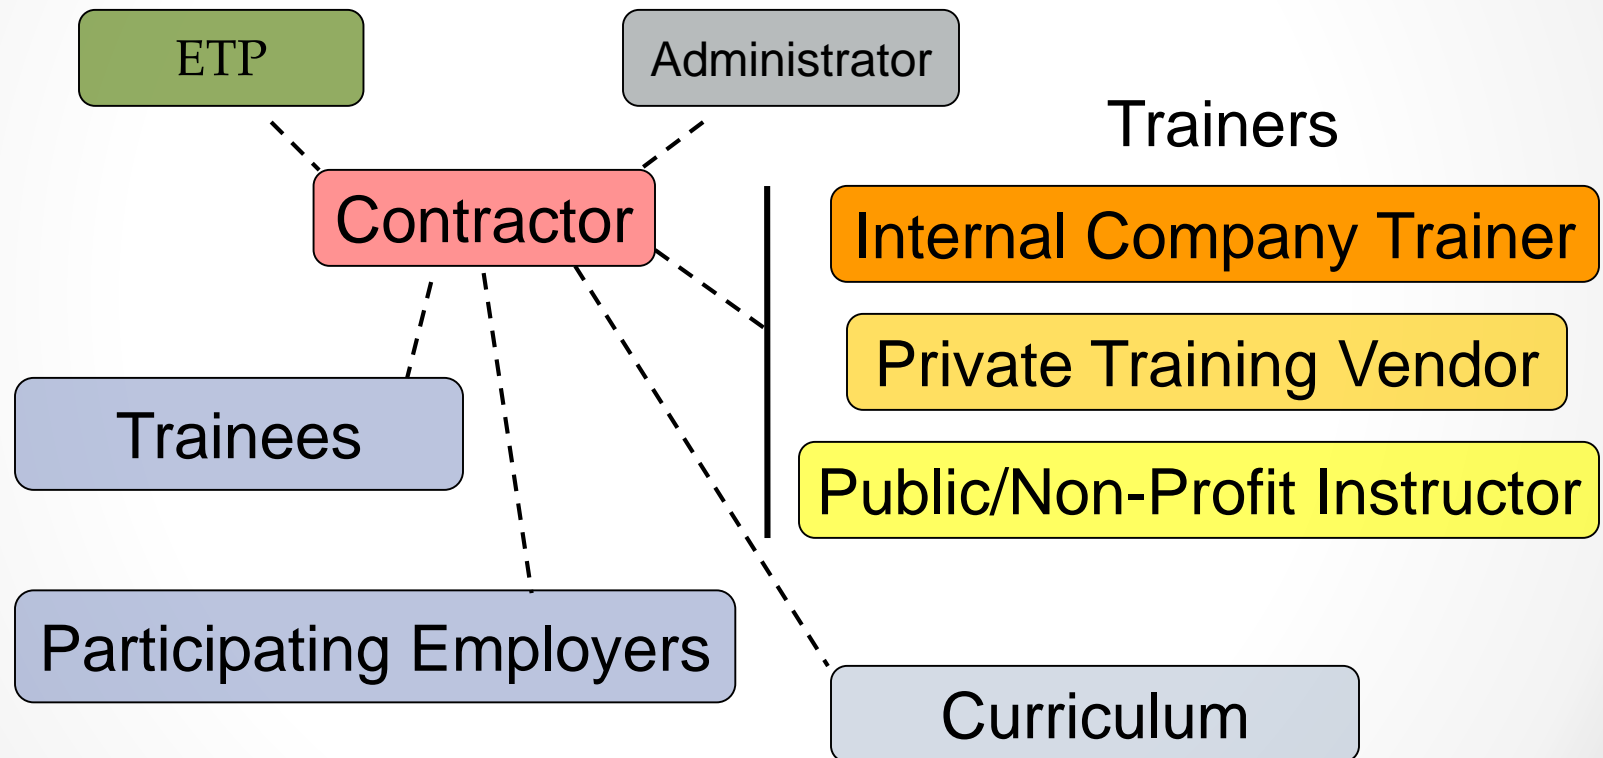 ETP
Administrator
Trainers
Contractor
Internal Company Trainer
Private Training Vendor
Trainees
Public/Non-Profit Instructor
Participating Employers
Curriculum